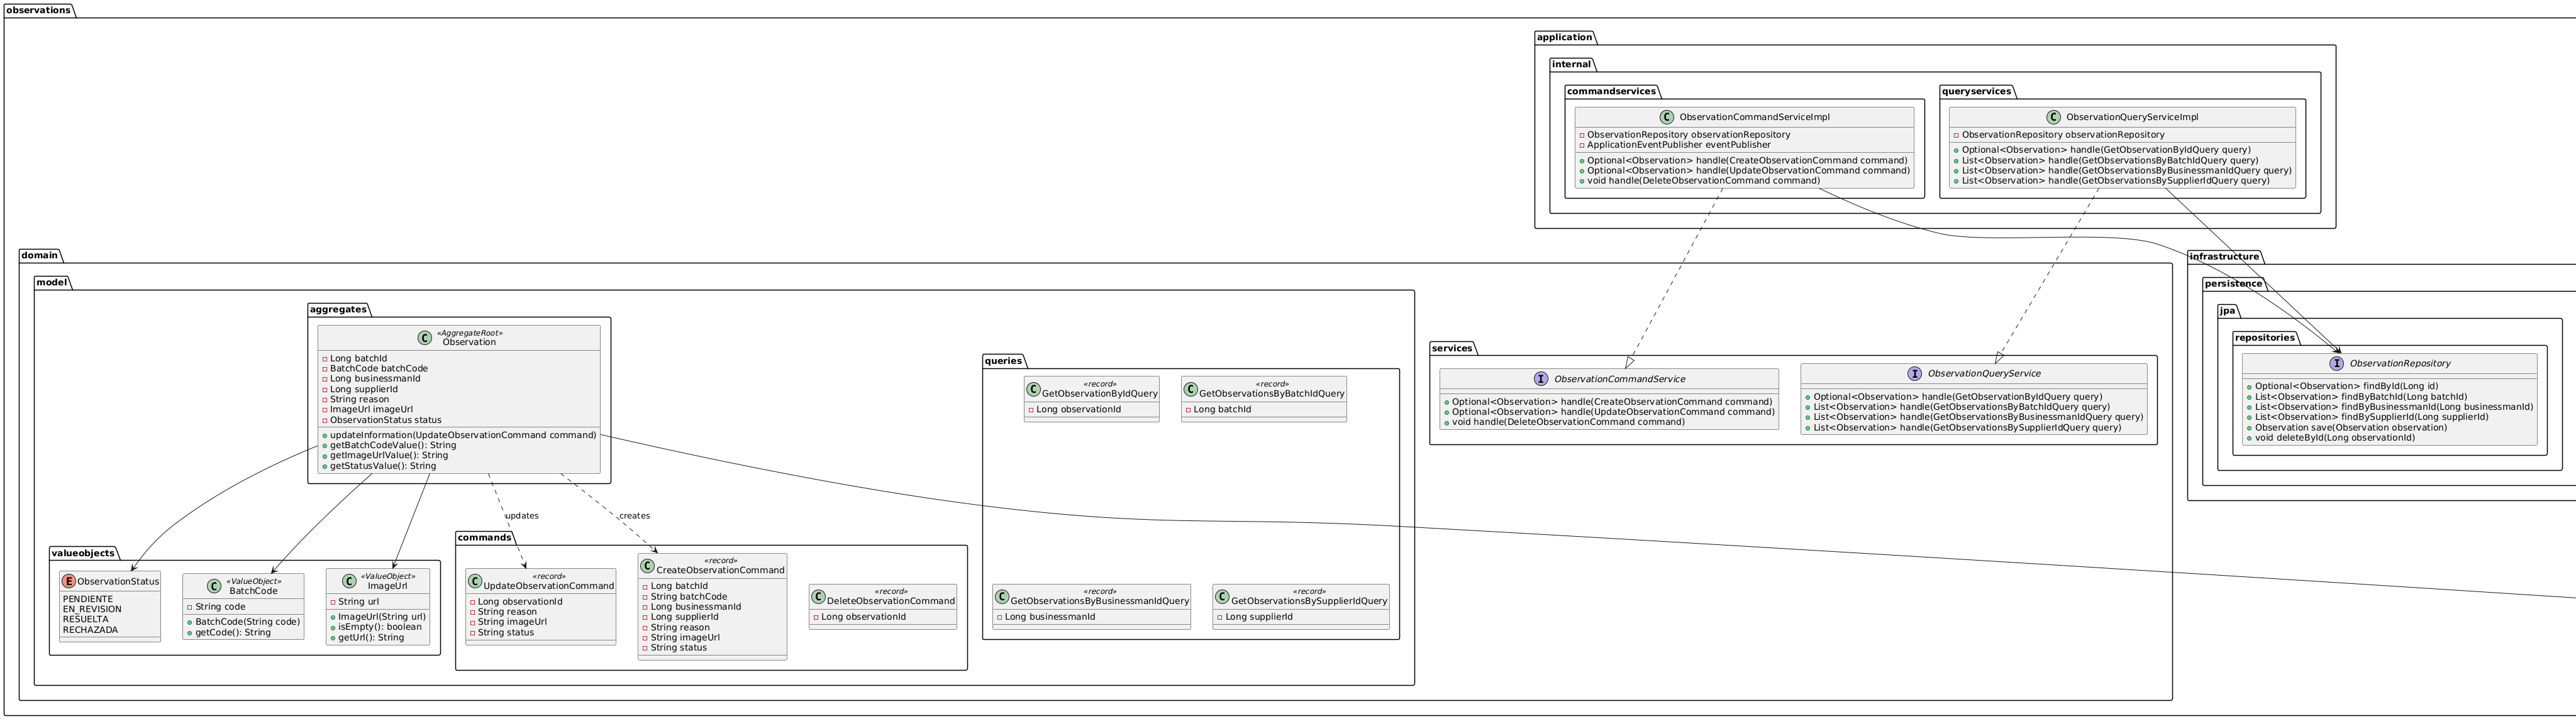 observations
application
internal
commandservices
C ObservationCommandServiceImpl
ObservationRepository observationRepository
ApplicationEventPublisher eventPublisher
Optional<Observation> handle(CreateObservationCommand command)
Optional<Observation> handle(UpdateObservationCommand command)
void handle(DeleteObservationCommand command)
queryservices
C ObservationQueryServiceImpl
ObservationRepository observationRepository
Optional<Observation> handle(GetObservationByIdQuery query)
List<Observation> handle(GetObservationsByBatchIdQuery query)
List<Observation> handle(GetObservationsByBusinessmanIdQuery query)
List<Observation> handle(GetObservationsBySupplierIdQuery query)
domain
model
aggregates
C «AggregateRoot»
Observation
Long batchId
BatchCode batchCode
Long businessmanId
Long supplierId
String reason
ImageUrl imageUrl
ObservationStatus status
updateInformation(UpdateObservationCommand command)
getBatchCodeValue(): String
getImageUrlValue(): String
getStatusValue(): String
updates
creates
valueobjects
E ObservationStatus
PENDIENTE
EN_REVISION
RESUELTA
RECHAZADA
C «ValueObject»
BatchCode
String code
BatchCode(String code)
getCode(): String
C «ValueObject»
ImageUrl
String url
ImageUrl(String url)
isEmpty(): boolean
getUrl(): String
commands
C «record»
UpdateObservationCommand
Long observationId
String reason
String imageUrl
String status
C «record»
CreateObservationCommand
Long batchId
String batchCode
Long businessmanId
Long supplierId
String reason
String imageUrl
String status
C «record»
DeleteObservationCommand
Long observationId
queries
C «record»
GetObservationByIdQuery
Long observationId
C «record»
GetObservationsByBatchIdQuery
Long batchId
C «record»
GetObservationsByBusinessmanIdQuery
Long businessmanId
C «record»
GetObservationsBySupplierIdQuery
Long supplierId
services
I ObservationCommandService
Optional<Observation> handle(CreateObservationCommand command)
Optional<Observation> handle(UpdateObservationCommand command)
void handle(DeleteObservationCommand command)
I ObservationQueryService
Optional<Observation> handle(GetObservationByIdQuery query)
List<Observation> handle(GetObservationsByBatchIdQuery query)
List<Observation> handle(GetObservationsByBusinessmanIdQuery query)
List<Observation> handle(GetObservationsBySupplierIdQuery query)
infrastructure
persistence
jpa
repositories
I ObservationRepository
Optional<Observation> findById(Long id)
List<Observation> findByBatchId(Long batchId)
List<Observation> findByBusinessmanId(Long businessmanId)
List<Observation> findBySupplierId(Long supplierId)
Observation save(Observation observation)
void deleteById(Long observationId)